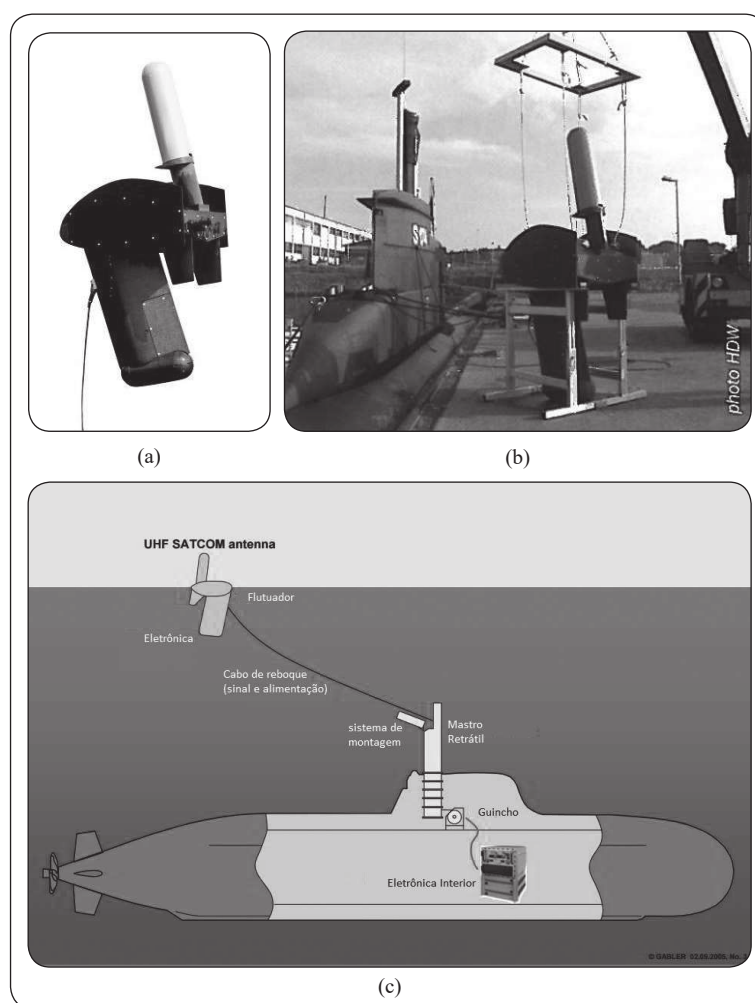 photo HDW
(a)
(b)
UHF SATCOM antenna
Flutuador
Eletrônica
Cabo de reboque
(sinal e alimentação)
sistema de
montagem
Mastro
Retrátil
Guincho
Eletrônica Interior
(c)